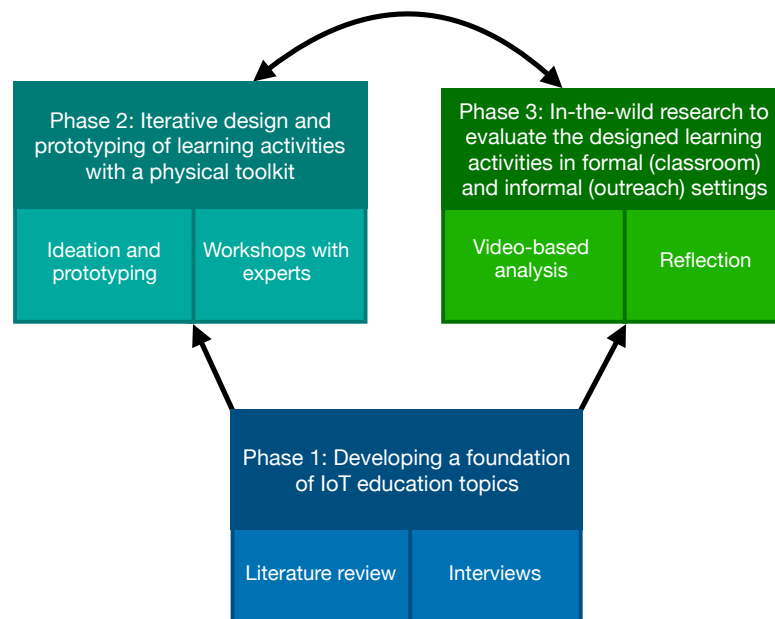 Phase 2: Iterative design and
prototyping of learning activities
with a physical toolkit
Ideation and
prototyping
Workshops with
experts
Phase 3: In-the-wild research to
evaluate the designed learning
activities in formal (classroom)
and informal (outreach) settings
Video-based
analysis
Reflection
Phase 1: Developing a foundation
of IoT education topics
Literature review
Interviews